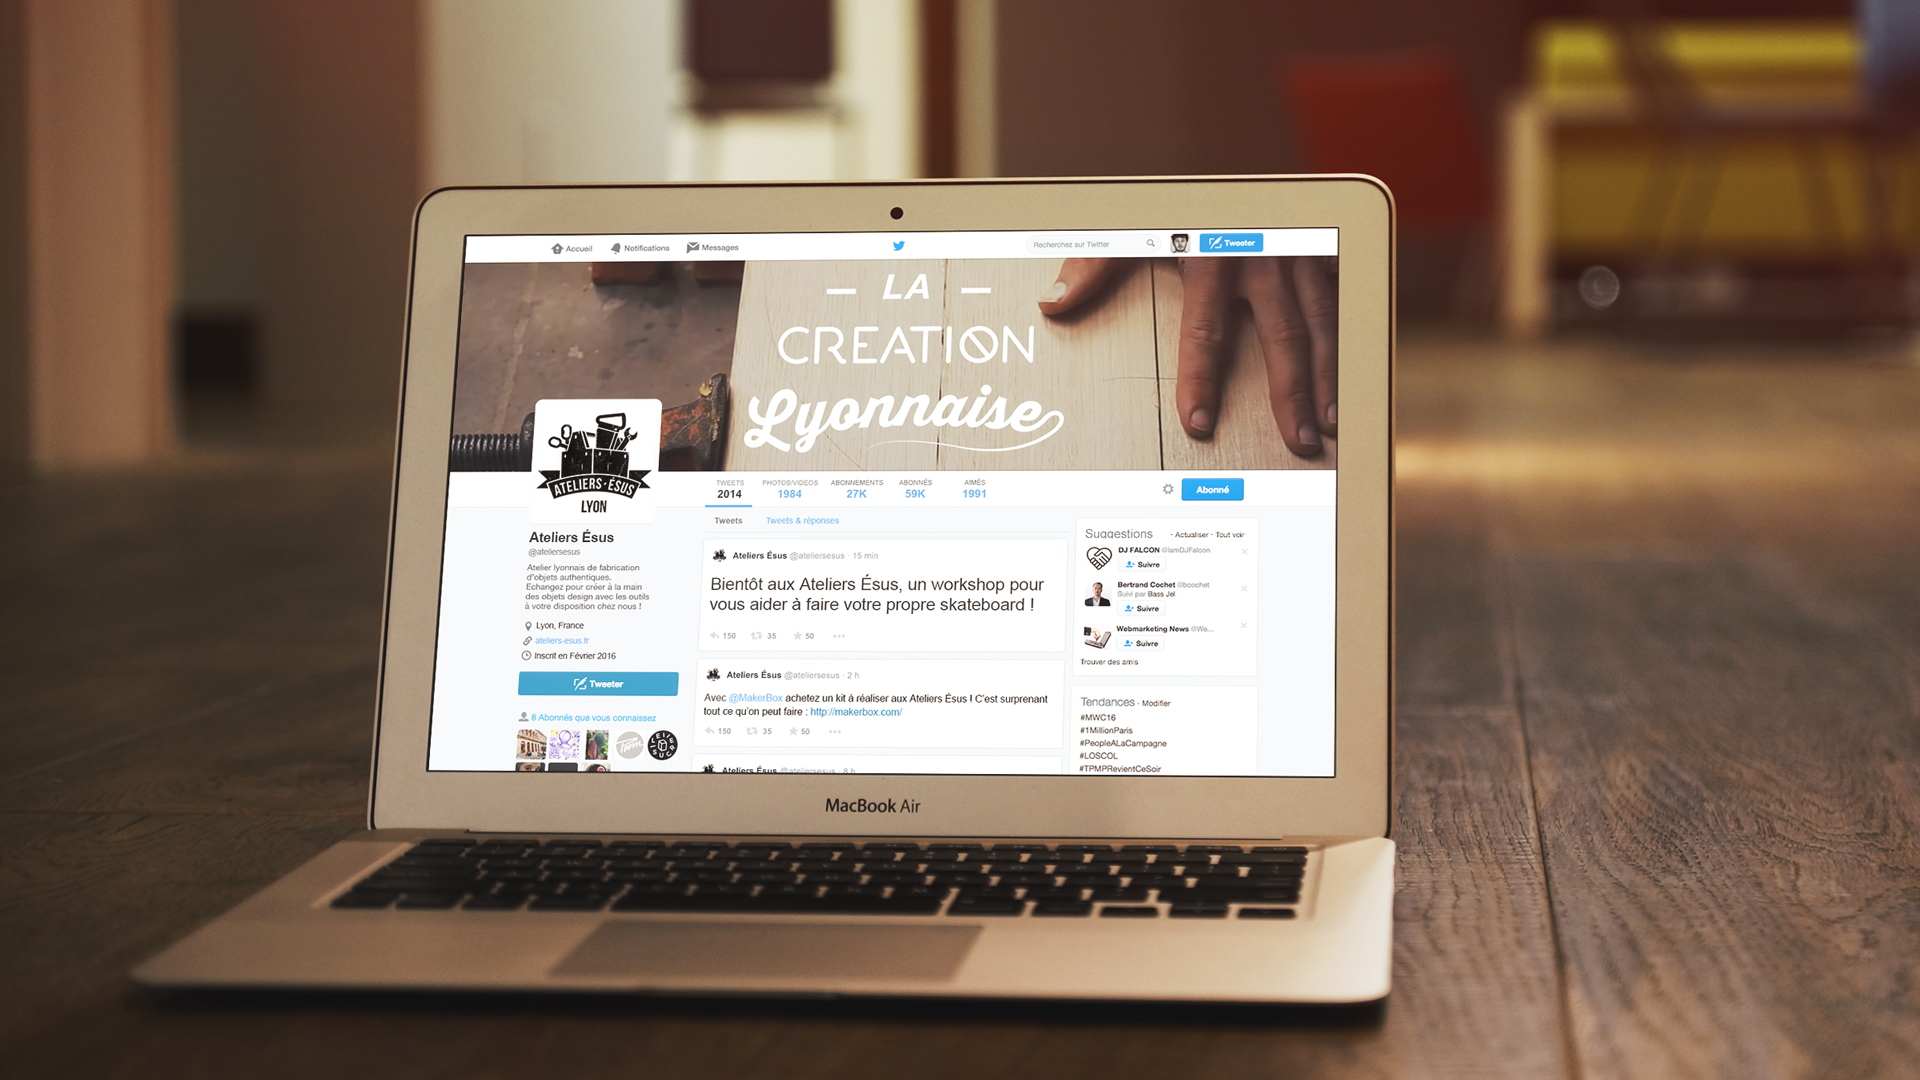 Accueil
Notifications
Messages
Recherchez sur Twitter
Tweeter
LA
CREATION
Lyonnaise
ATELIERS · ÉSUS
LYON
TWEETS
2014
PHOTOS/VIDEOS
1984
ABONNEMENTS
27K
ABONNÉS
59K
AIMÉS
1991
Abonné
Ateliers Ésus
@ateliersesus
Atelier lyonnais de fabrication
d'objets authentiques.
Echangez pour créer à la main
des objets design avec les outils
à votre disposition chez nous !
Lyon, France
ateliers-esus.fr
Inscrit en Février 2016
Tweeter
8 Abonnés que vous connaissez
Tweets
Tweets & réponses
Ateliers Ésus @ateliersesus · 15 min
Bientôt aux Ateliers Ésus, un workshop pour
vous aider à faire votre propre skateboard !
150 35 50
Ateliers Ésus @ateliersesus · 2 h
Avec @MakerBox achetez un kit à réaliser aux Ateliers Ésus ! C'est surprenant
tout ce qu'on peut faire : http://makerbox.com/
150 35 50
Ateliers Ésus @ateliersesus · 8 h
Suggestions · Actualiser · Tout voir
DJ FALCON @IamDJFalcon
Suivre
Bertrand Cochet @bcochet
Suivi par Bass Jel
Suivre
Webmarketing News @We...
Suivre
Trouver des amis
Tendances · Modifier
#MWC16
#1MillionParis
#PeopleALaCampagne
#LOSCOL
#TPMPRevientCeSoir
MacBook Air